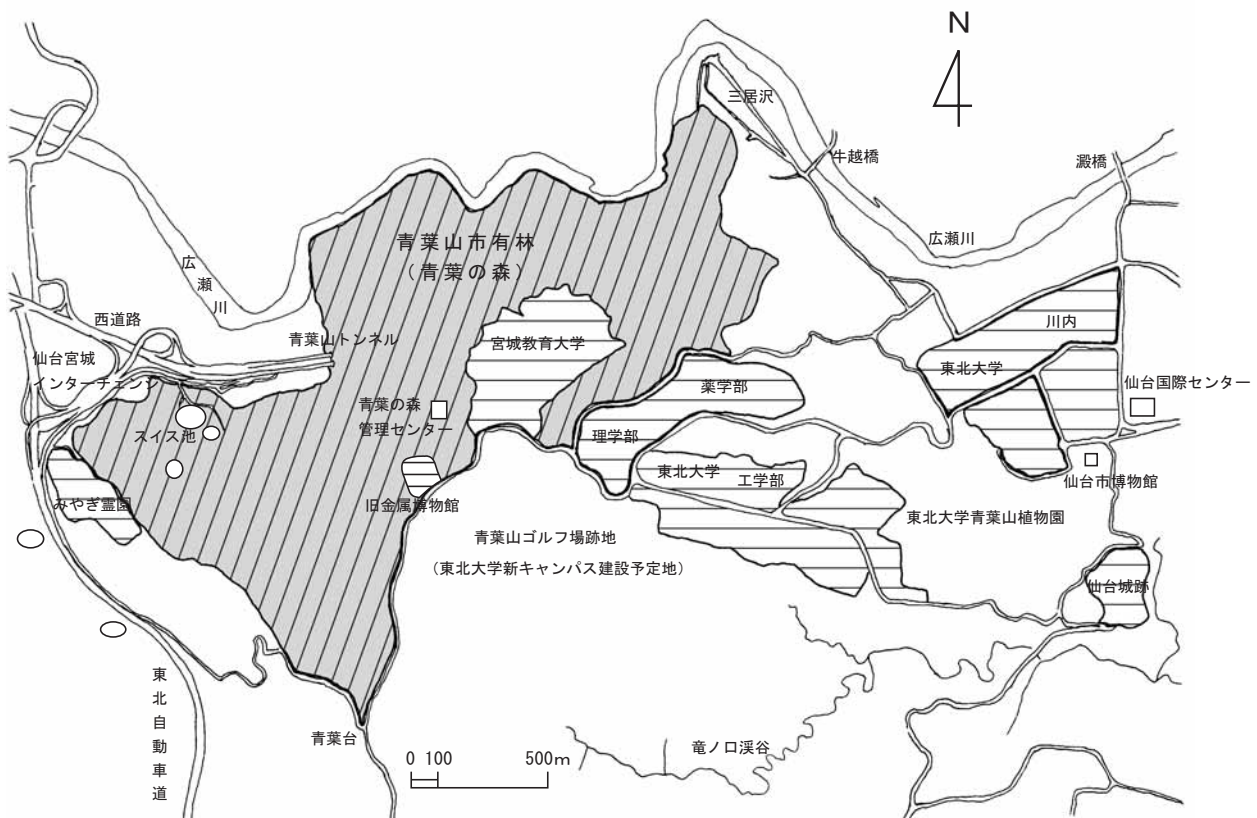 N
三居沢
牛越橋
澱橋
広瀬川
青葉山市有林
(青葉の森)
広瀬川
西道路
青葉山トンネル
仙台宮城
インターチェンジ
宮城教育大学
川内
東北大学
薬学部
仙台国際センター
青葉の森
管理センター
スイス池
理学部
東北大学
工学部
仙台市博物館
みやぎ霊園
旧金属博物館
東北大学青葉山植物園
青葉山ゴルフ場跡地
(東北大学新キャンパス建設予定地)
仙台城跡
東北自動車道
青葉台
竜ノ口渓谷
0 100 500m